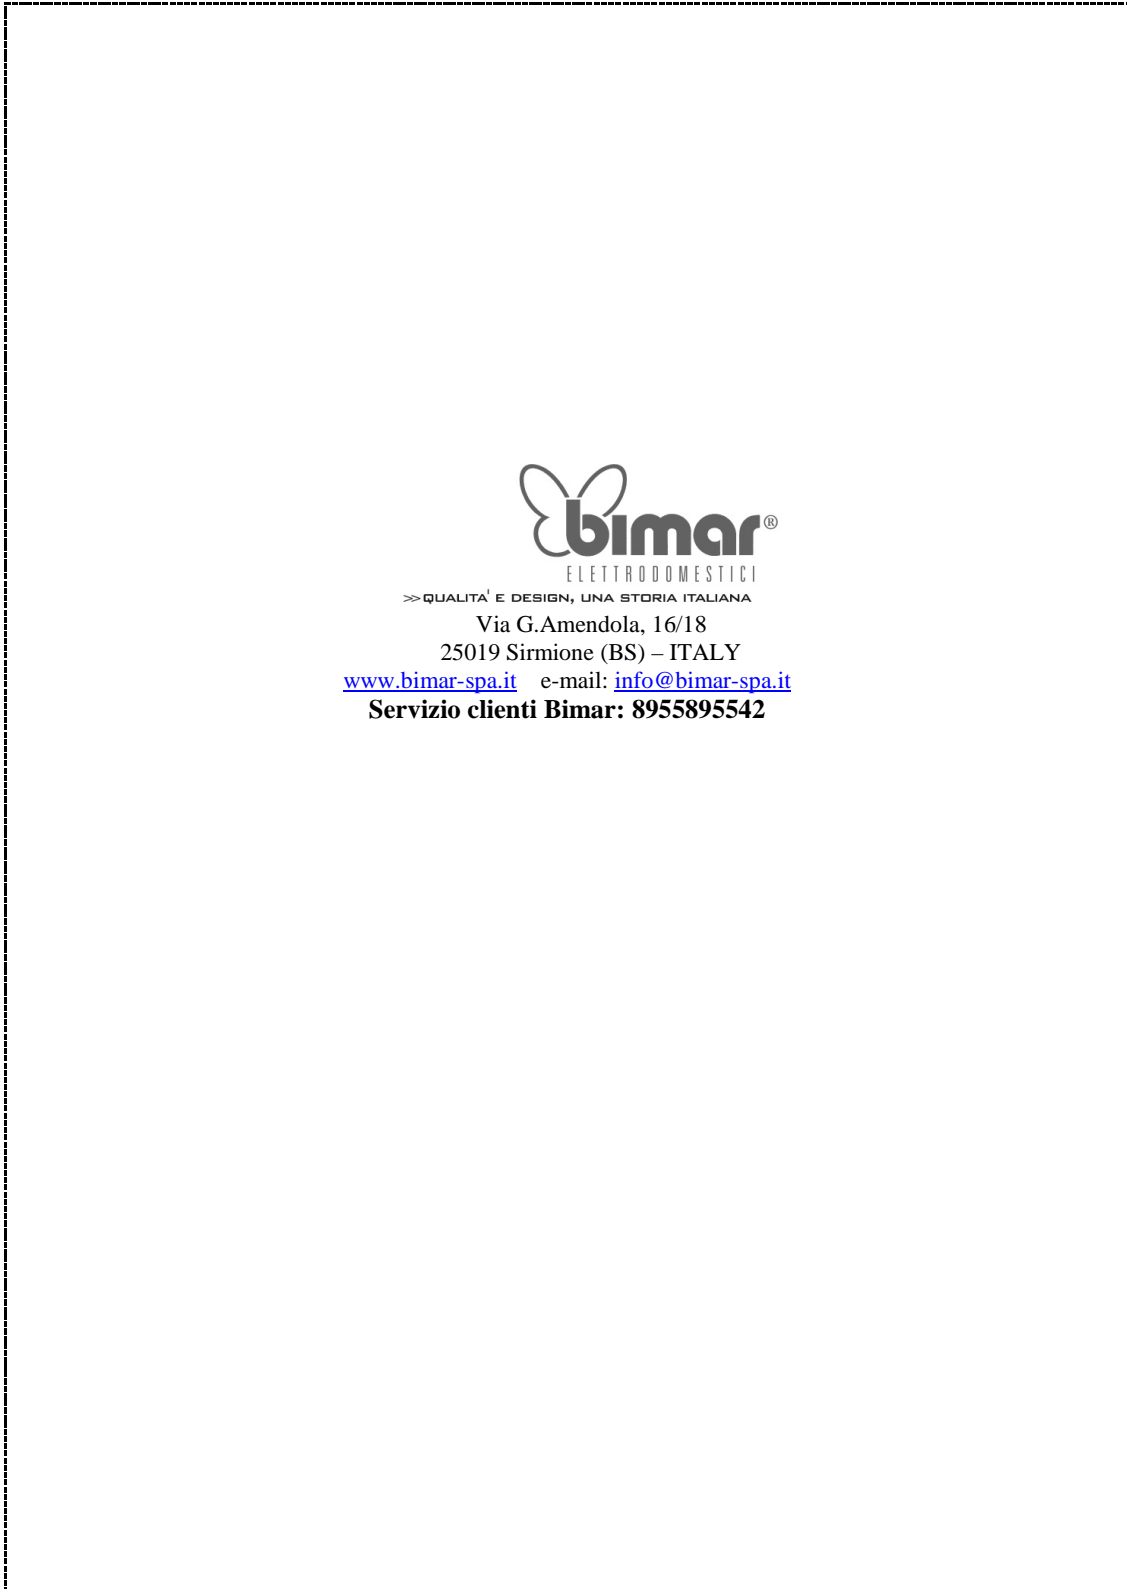 bimar®
ELETTRODOMESTICI
>>QUALITA' E DESIGN, UNA STORIA ITALIANA
Via G.Amendola, 16/18
25019 Sirmione (BS) – ITALY
www.bimar-spa.it e-mail: info@bimar-spa.it
Servizio clienti Bimar: 8955895542